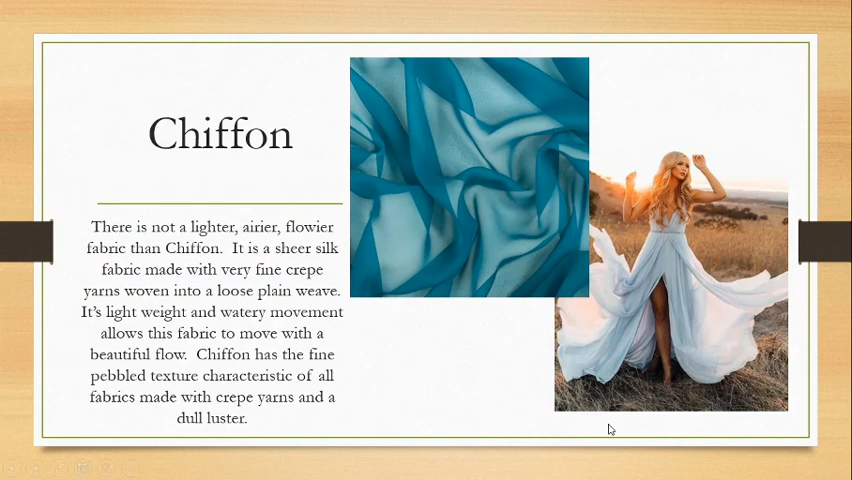 Chiffon
There is not a lighter, airier, flowier
fabric than Chiffon.  It is a sheer silk
fabric made with very fine crepe
yarns woven into a loose plain weave.
It's light weight and watery movement
allows this fabric to move with a
beautiful flow.  Chiffon has the fine
pebbled texture characteristic of all
fabrics made with crepe yarns and a
dull luster.